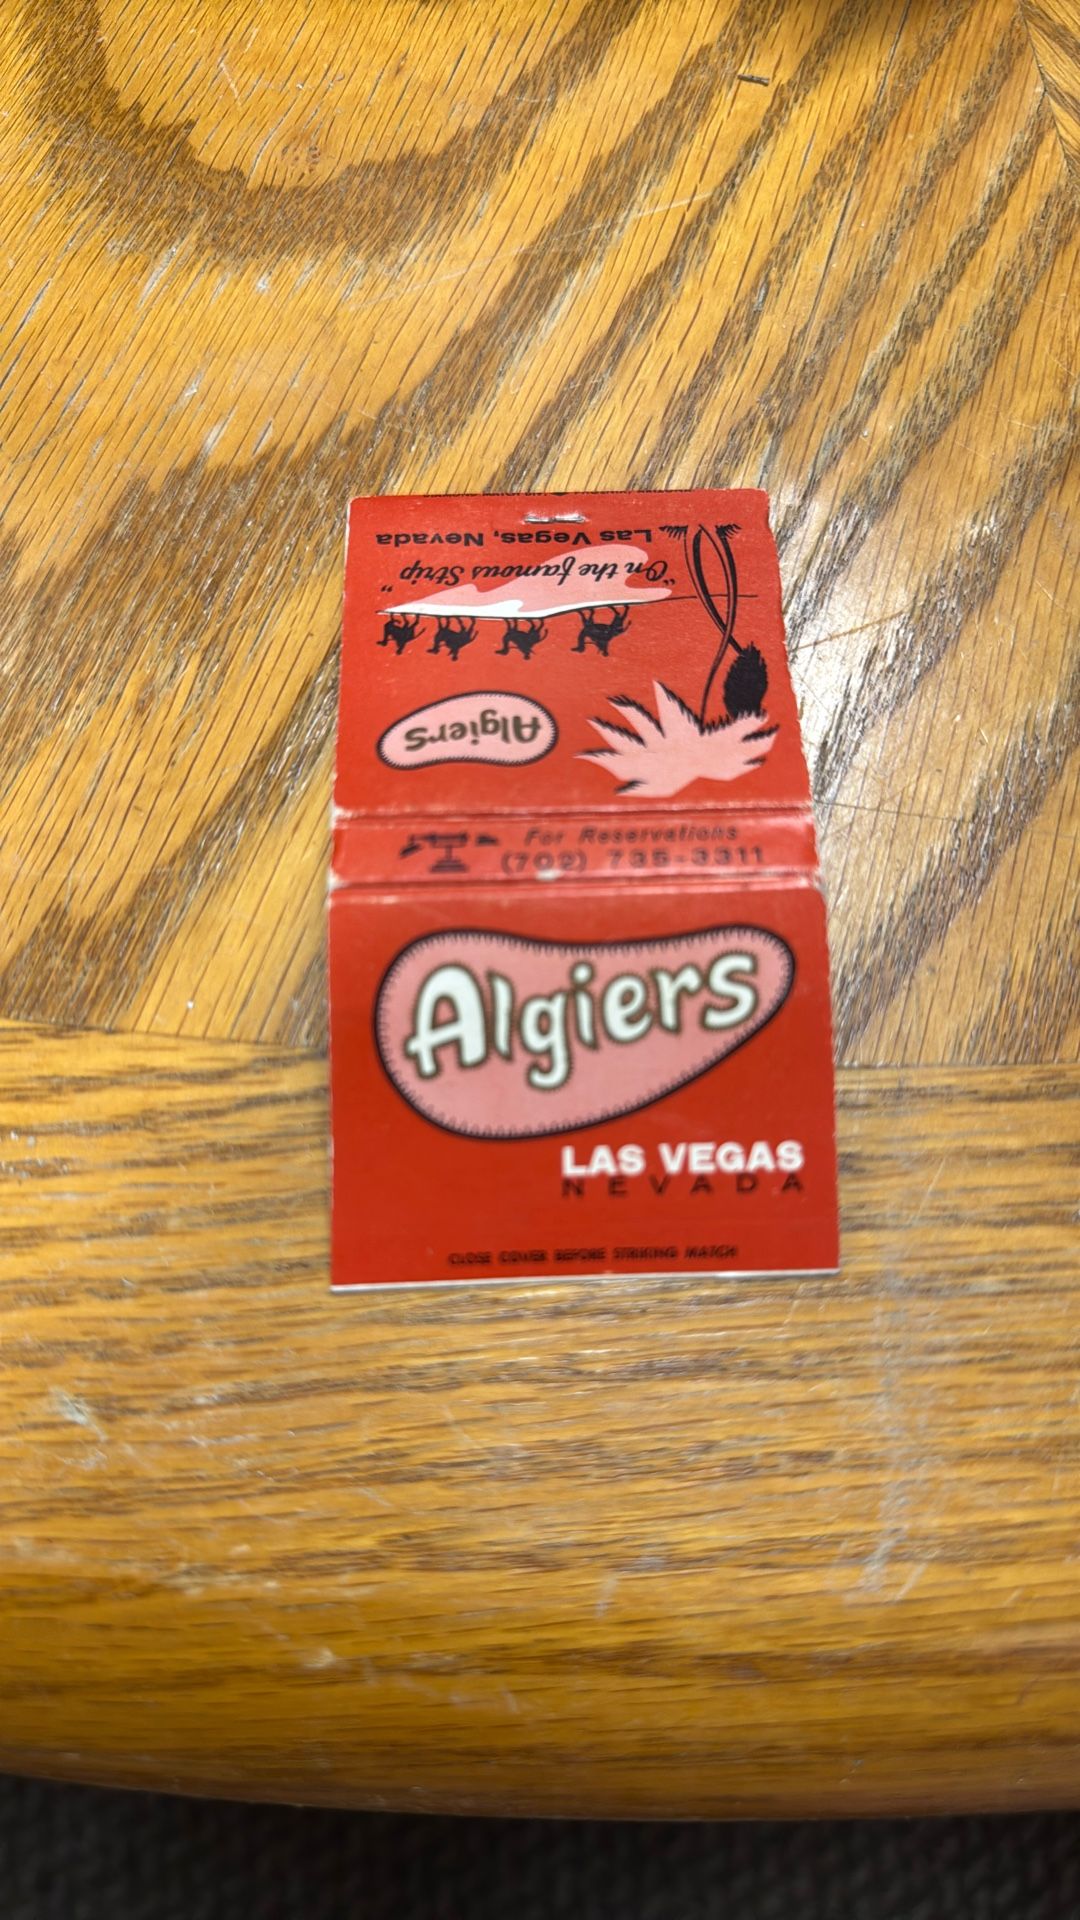 "On the famous Strip"
Las Vegas, Nevada
Algiers
For Reservations
(702) 735-3311
Algiers
LAS VEGAS
NEVADA
CLOSE COVER BEFORE STRIKING MATCH